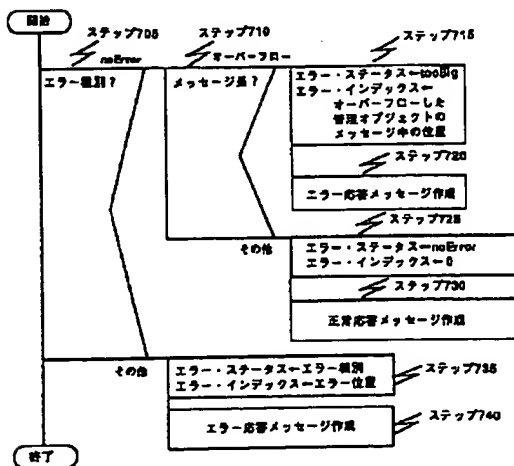 開始
ステップ705
ステップ710
ステップ715
noError
オーバーフロー
エラー種別？
メッセージ長？
エラー・ステータス←tooBig
エラー・インデックス←
オーバーフローした
管理オブジェクトの
メッセージ中の位置
ステップ720
エラー応答メッセージ作成
ステップ725
その他
エラー・ステータス←noError
エラー・インデックス←0
ステップ730
正常応答メッセージ作成
その他
エラー・ステータス←エラー種別
エラー・インデックス←エラー位置
ステップ735
ステップ740
エラー応答メッセージ作成
終了